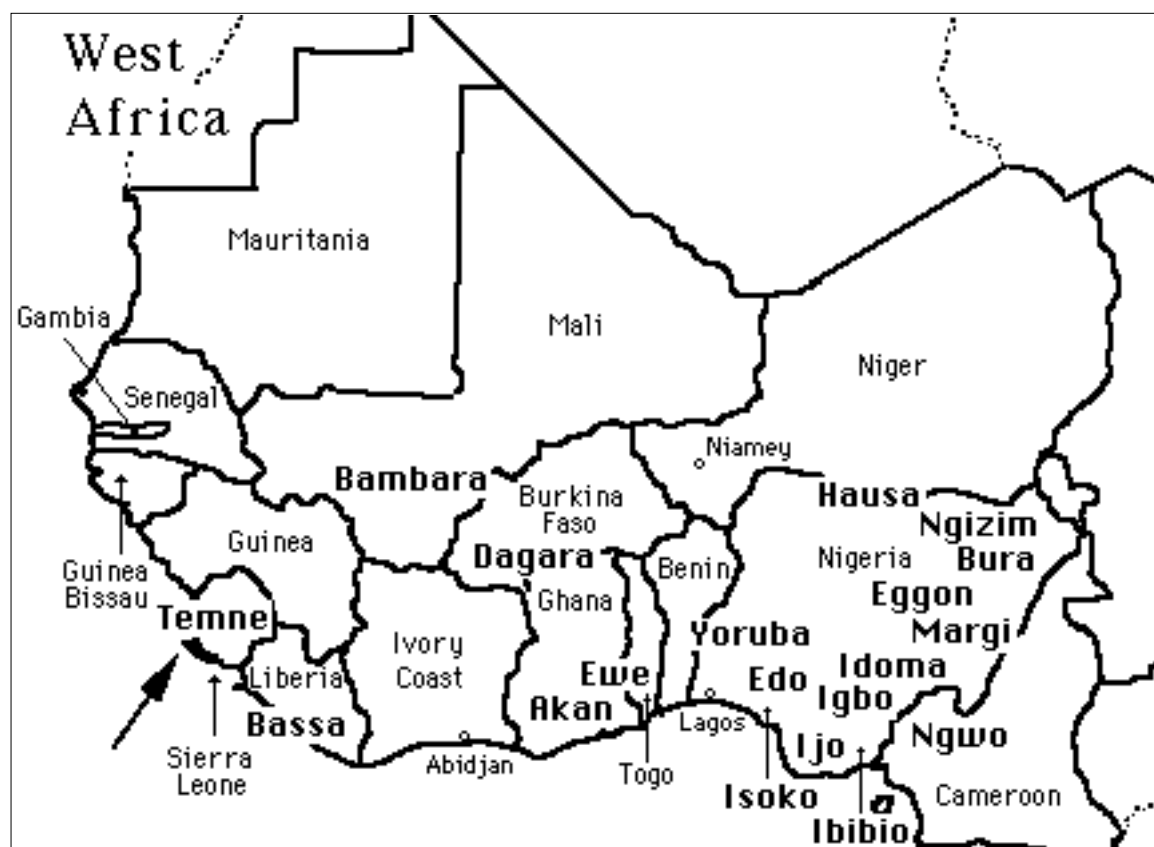 West
Africa
Mauritania
Gambia
Mali
Niger
Senegal
Niamey
Bambara
Burkina
Faso
Hausa
Ngizim
Guinea
Dagara
Benin
Nigeria
Bura
Guinea
Bissau
Ghana
Eggon
Temne
Margi
Ivory
Coast
Yoruba
Idoma
Liberia
Ewe
Edo
Igbo
Bassa
Akan
Lagos
Ngwo
Sierra
Leone
Abidjan
Togo
Ijo
Isoko
Cameroon
Ibibio